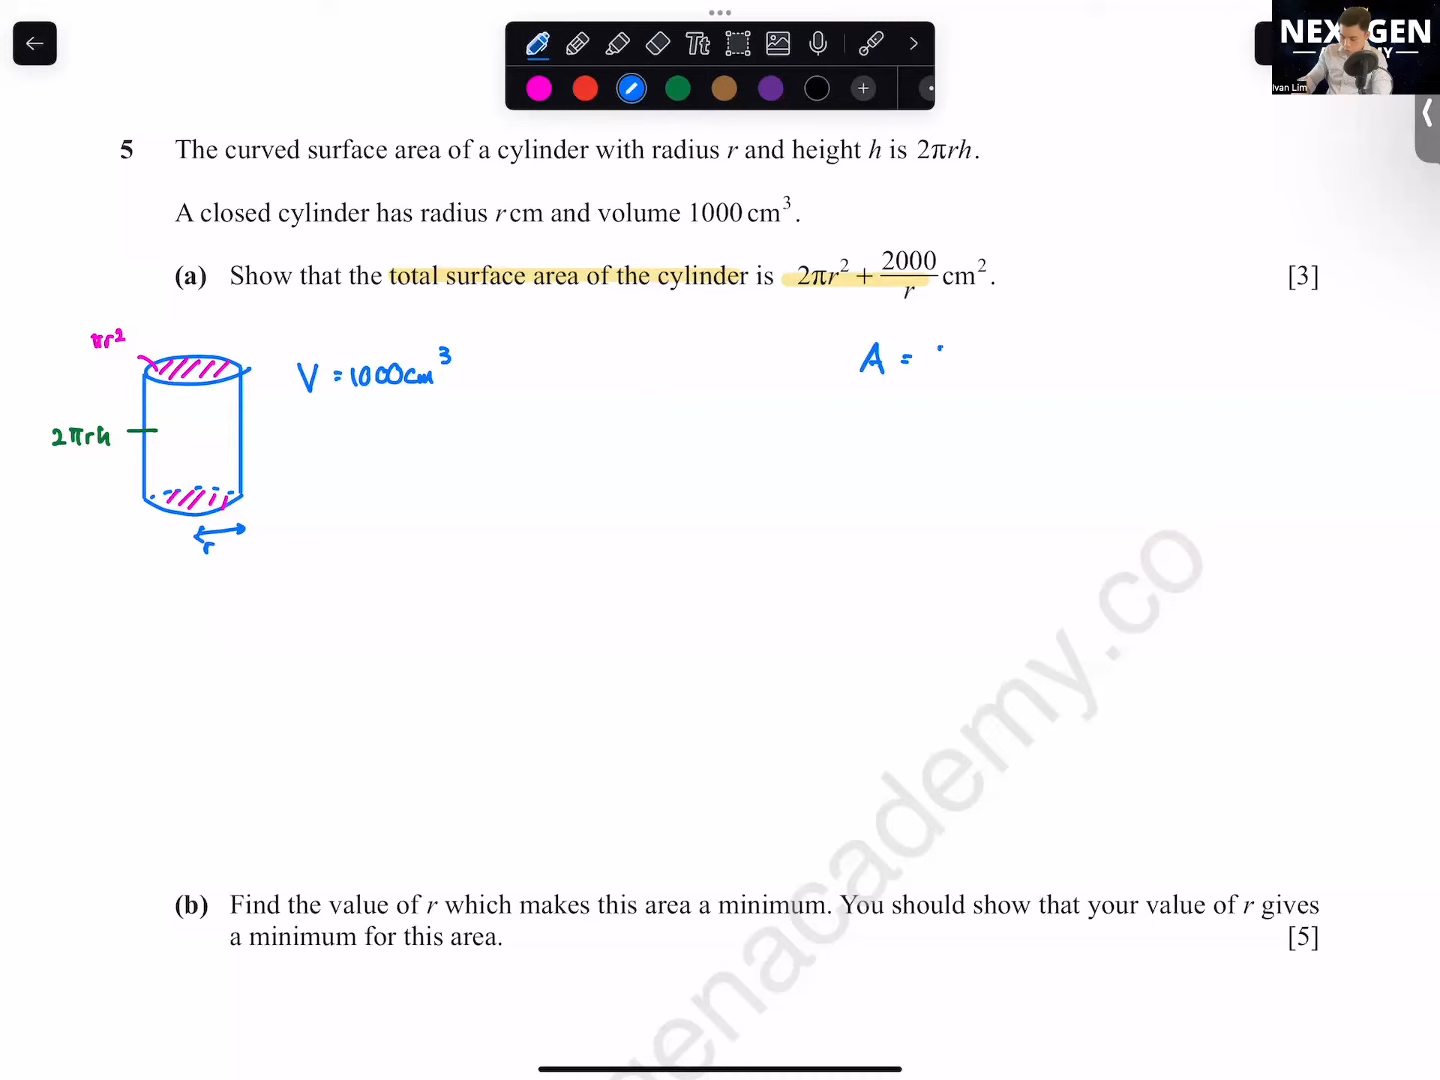 NEX GEN
MY
Ivan Lim
Tt
5 The curved surface area of a cylinder with radius r and height h is 2πrh.
A closed cylinder has radius r cm and volume 1000 cm³.
(a) Show that the total surface area of the cylinder is 2πr² + 2000/r cm². [3]
πr²
V = 1000cm³
A =
2πrh
r
(b) Find the value of r which makes this area a minimum. You should show that your value of r gives
a minimum for this area. [5]
genacademy.co